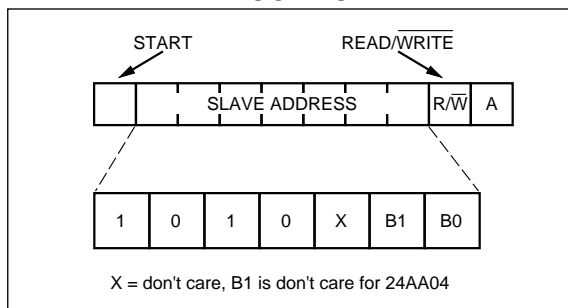 START READ/WRITE
SLAVE ADDRESS R/W A
1 0 1 0 X B1 B0
X = don't care, B1 is don't care for 24AA04